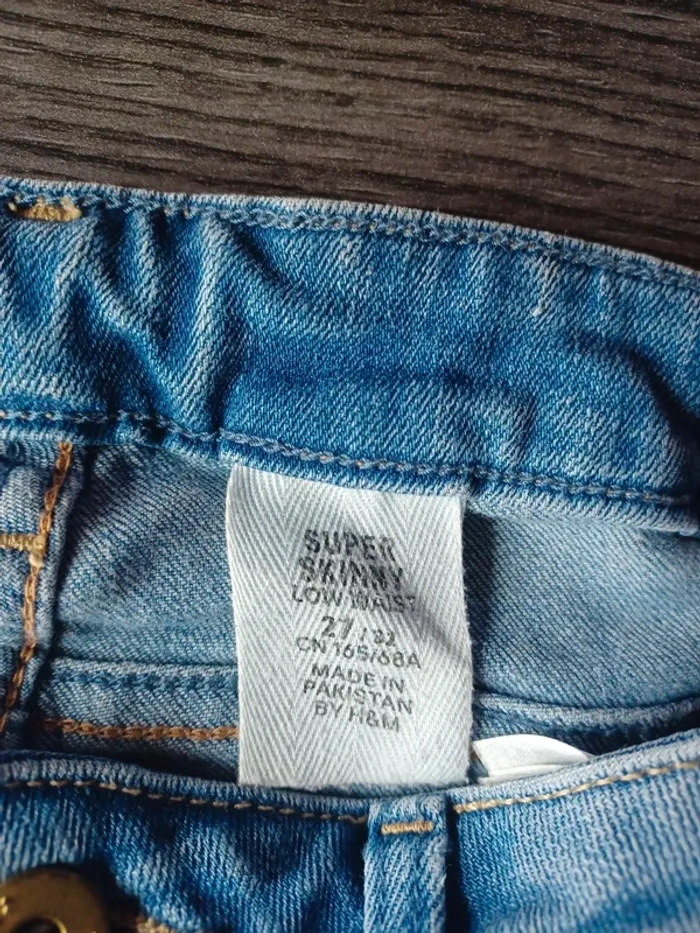 SUPER
SKINNY
LOW WAIST
27/32
CN 165/68A
MADE IN
PAKISTAN
BY H&M